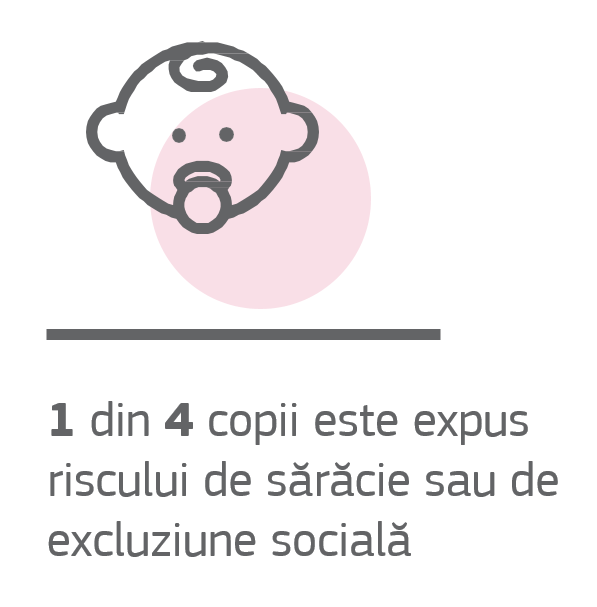 1 din 4 copii este expus
riscului de sărăcie sau de
excluziune socială